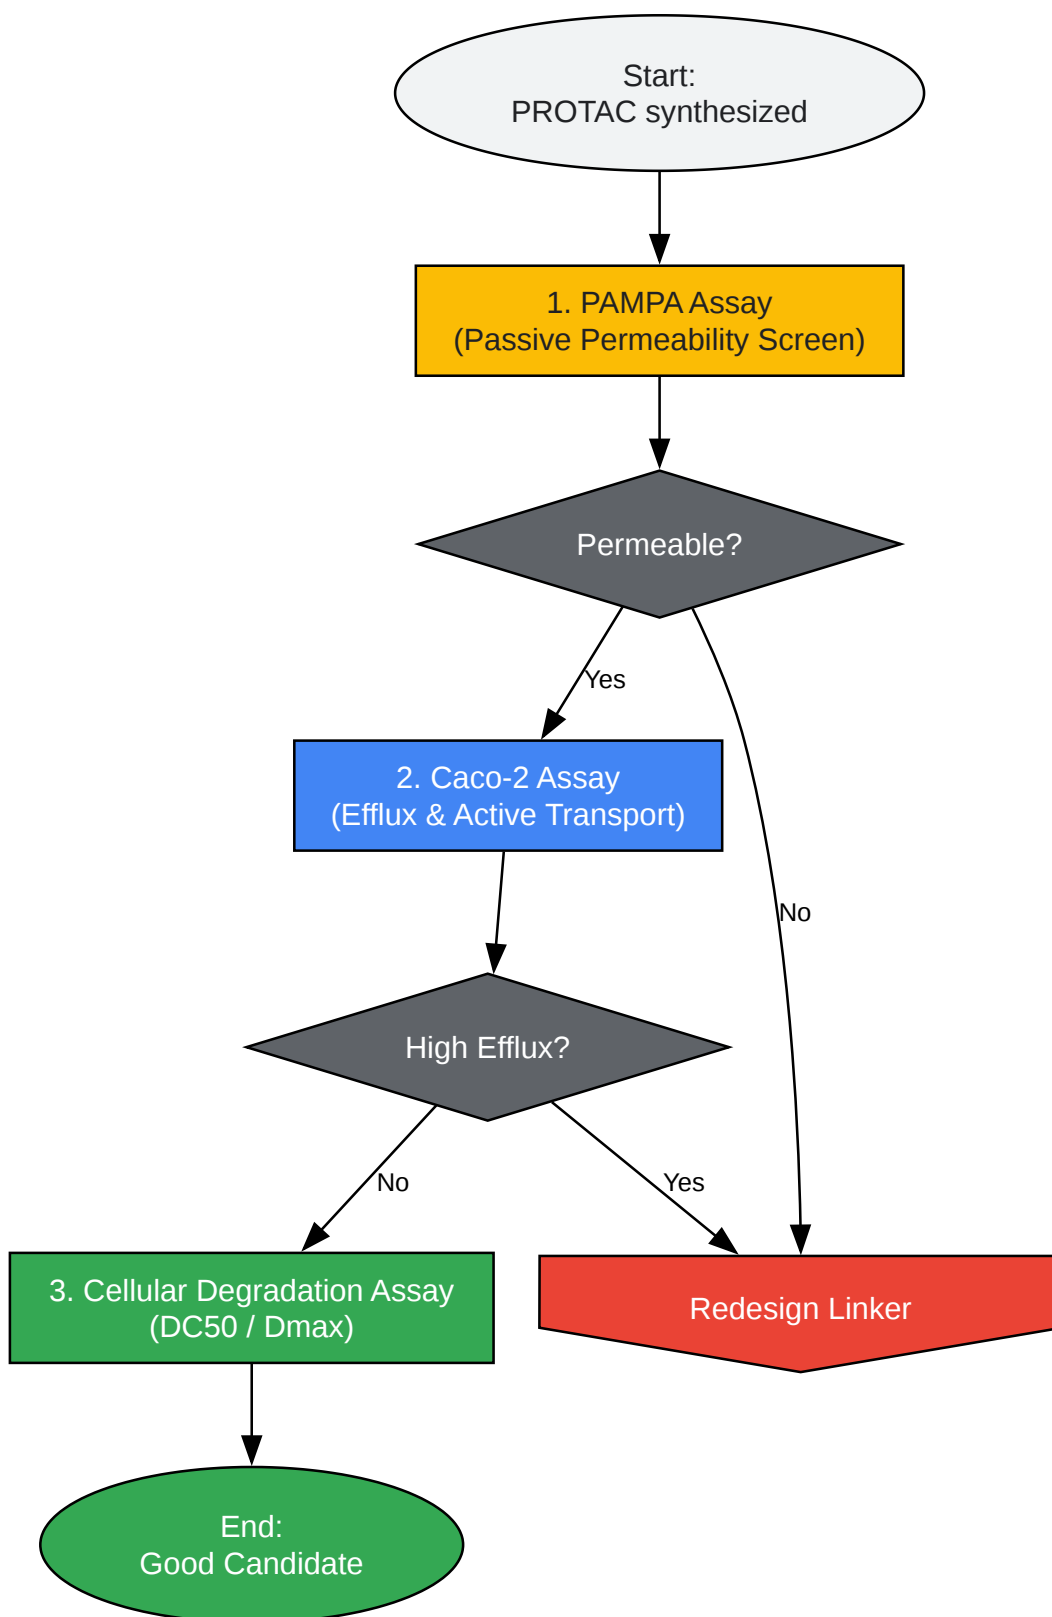 Start:
PROTAC synthesized
1. PAMPA Assay
(Passive Permeability Screen)
Permeable?
Yes
2. Caco-2 Assay
(Efflux & Active Transport)
No
High Efflux?
No
Yes
3. Cellular Degradation Assay
(DC50 / Dmax)
Redesign Linker
End:
Good Candidate